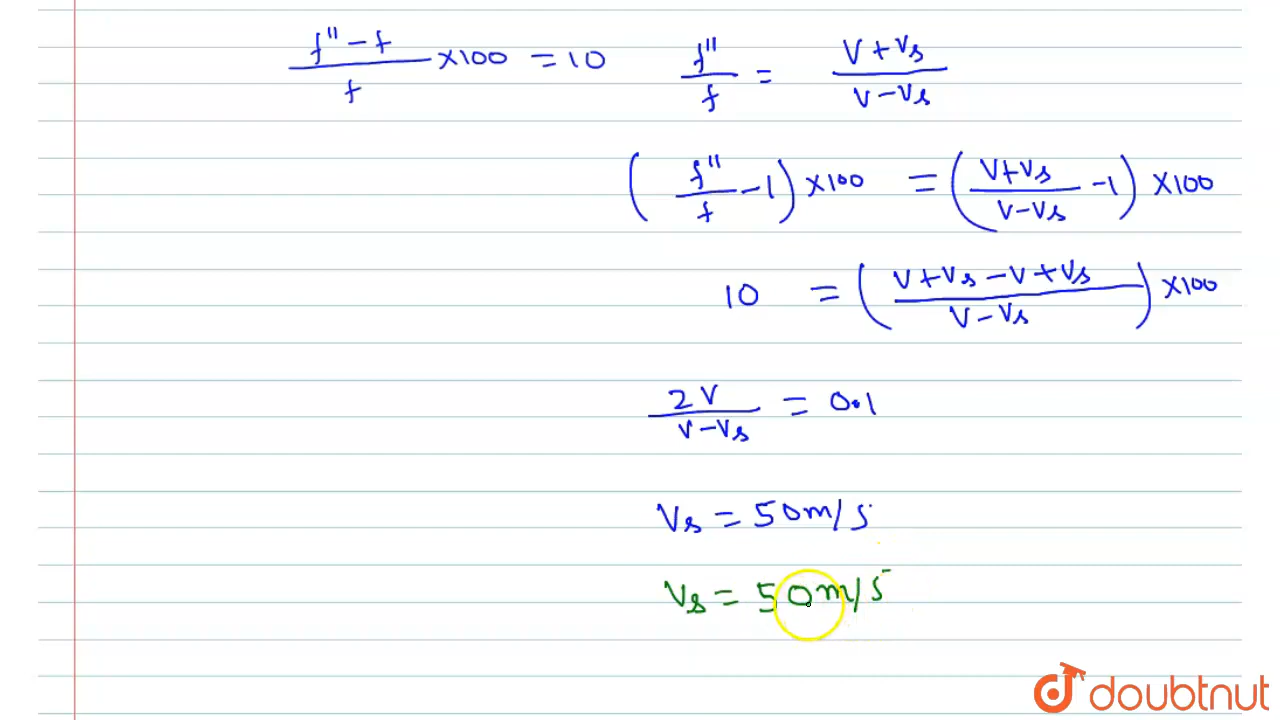 f" - f / f × 100 = 10   f" / f = V + Vs / V - Vs
( f" / f - 1 ) × 100 = ( V + Vs / V - Vs - 1 ) × 100
10 = ( V + Vs - V + Vs / V - Vs ) × 100
2V / V - Vs = 0.1
Vs = 50m/s
Vs = 50m/s
doubtnut